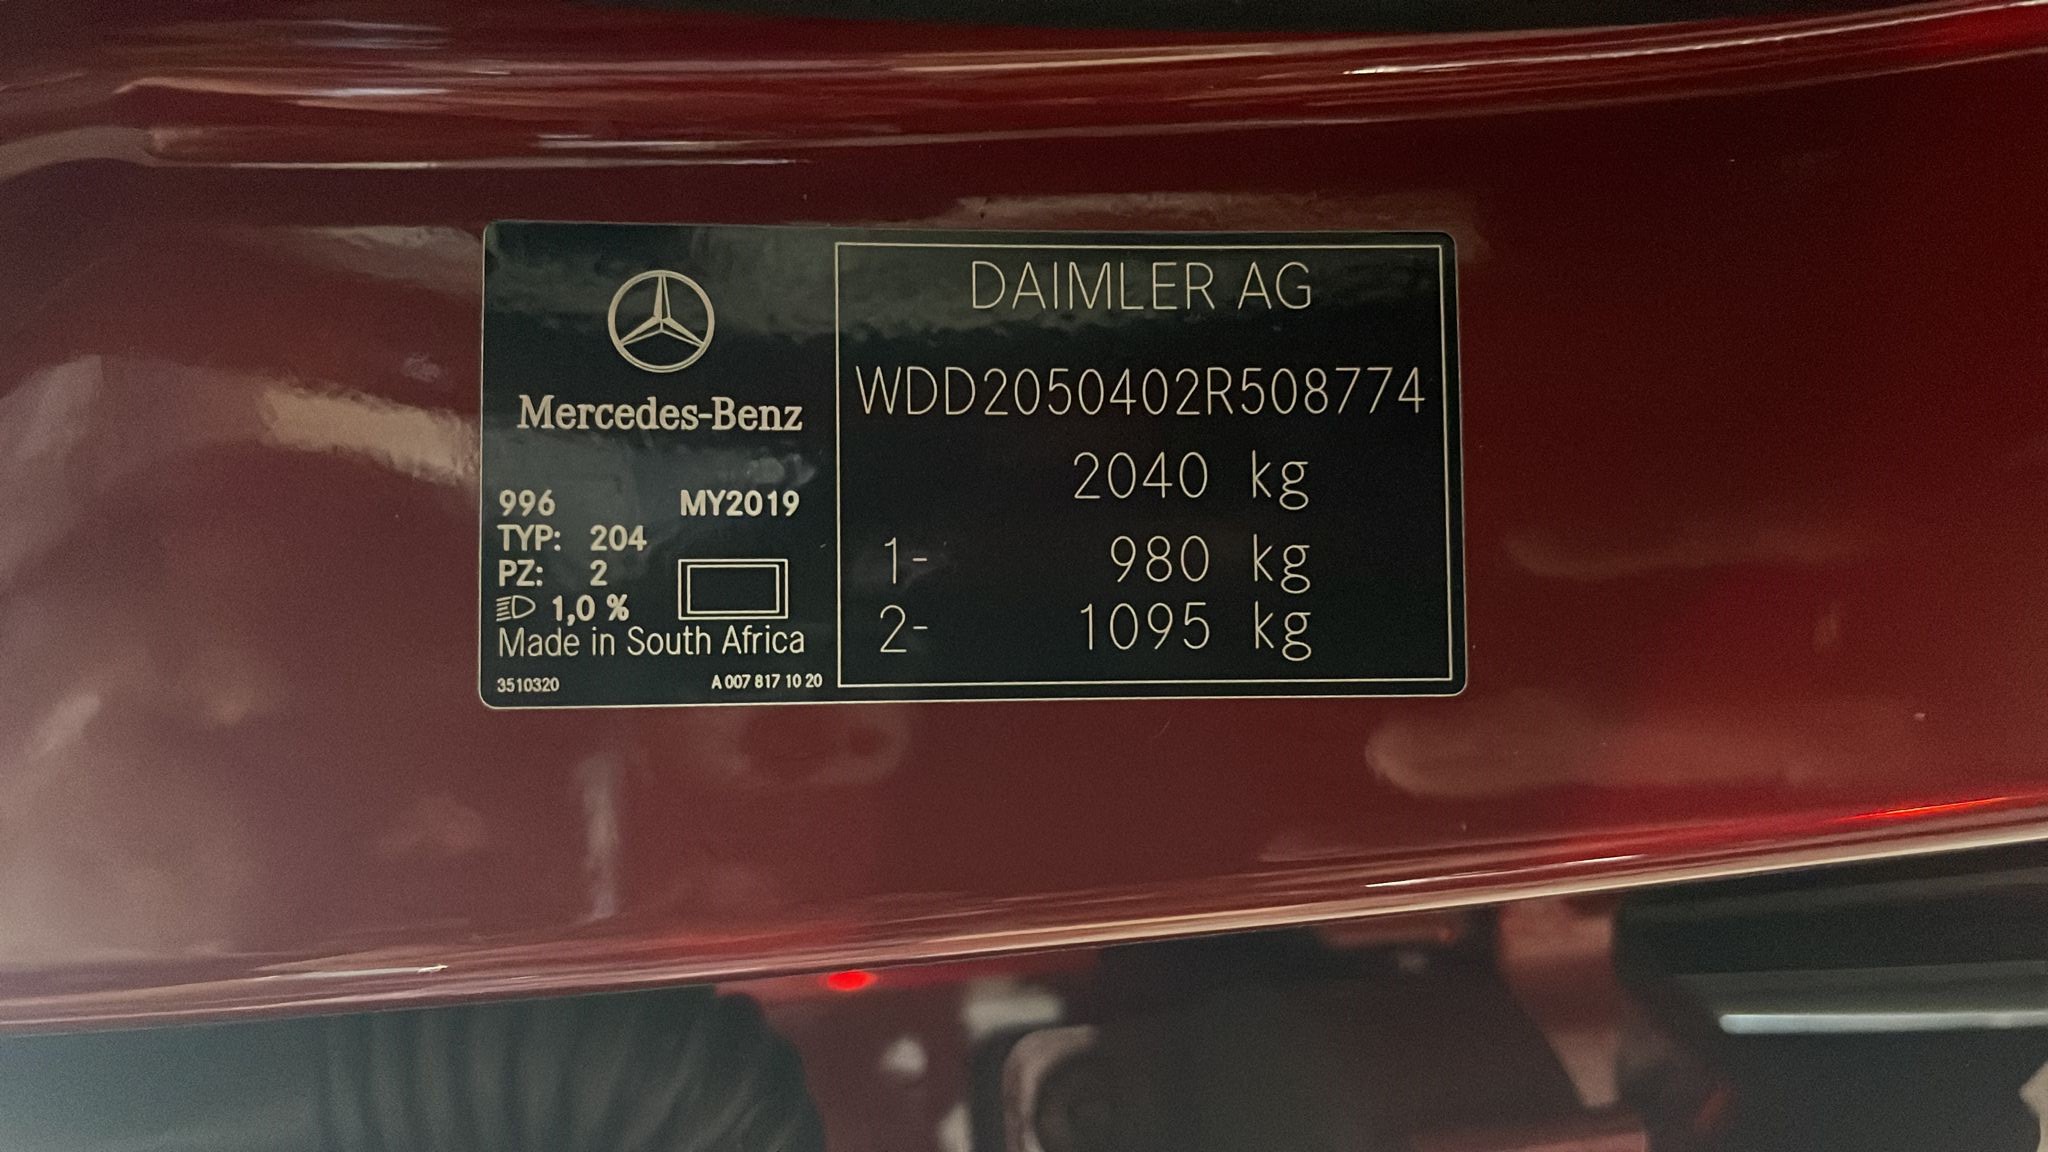 Mercedes-Benz
996 MY2019
TYP: 204
PZ: 2
1,0 %
Made in South Africa
3510320 A 007 817 10 20
DAIMLER AG
WDD2050402R508774
2040 kg
1- 980 kg
2- 1095 kg